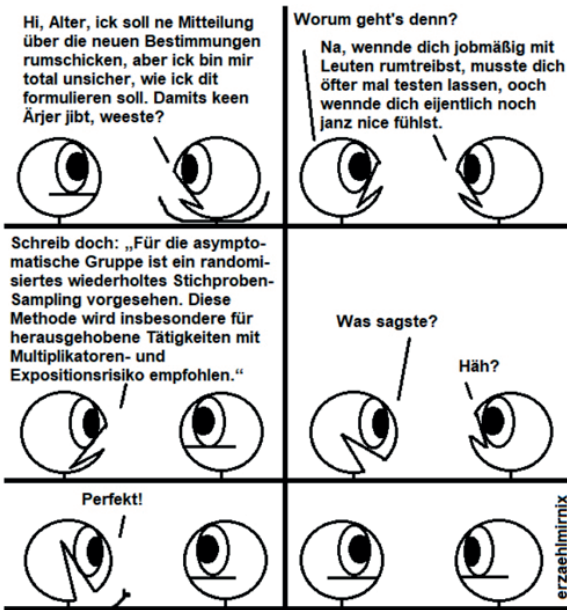 Hi, Alter, ick soll ne Mitteilung
über die neuen Bestimmungen
rumschicken, aber ick bin mir
total unsicher, wie ick dit
formulieren soll. Damits keen
Ärjer jibt, weeste?
Worum geht's denn?
Na, wennde dich jobmäßig mit
Leuten rumtreibst, musste dich
öfter mal testen lassen, ooch
wennde dich eijentlich noch
janz nice fühlst.
Schreib doch: „Für die asympto-
matische Gruppe ist ein randomi-
siertes wiederholtes Stichproben-
Sampling vorgesehen. Diese
Methode wird insbesondere für
herausgehobene Tätigkeiten mit
Multiplikatoren- und
Expositionsrisiko empfohlen.“
Was sagste?
Häh?
Perfekt!
erzaehlmirnix